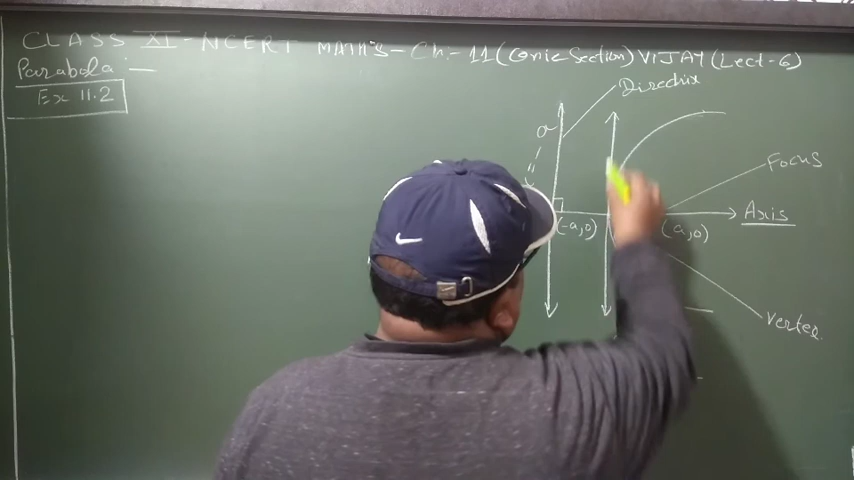 CLASS XI - NCERT MATH'S - Ch.- 11 (Conic Section) VIJAY (Lect - 6)
Parabola : —
Ex 11.2
Directrix
a
Focus
Axis
(-a, 0)
(a, 0)
Vertex